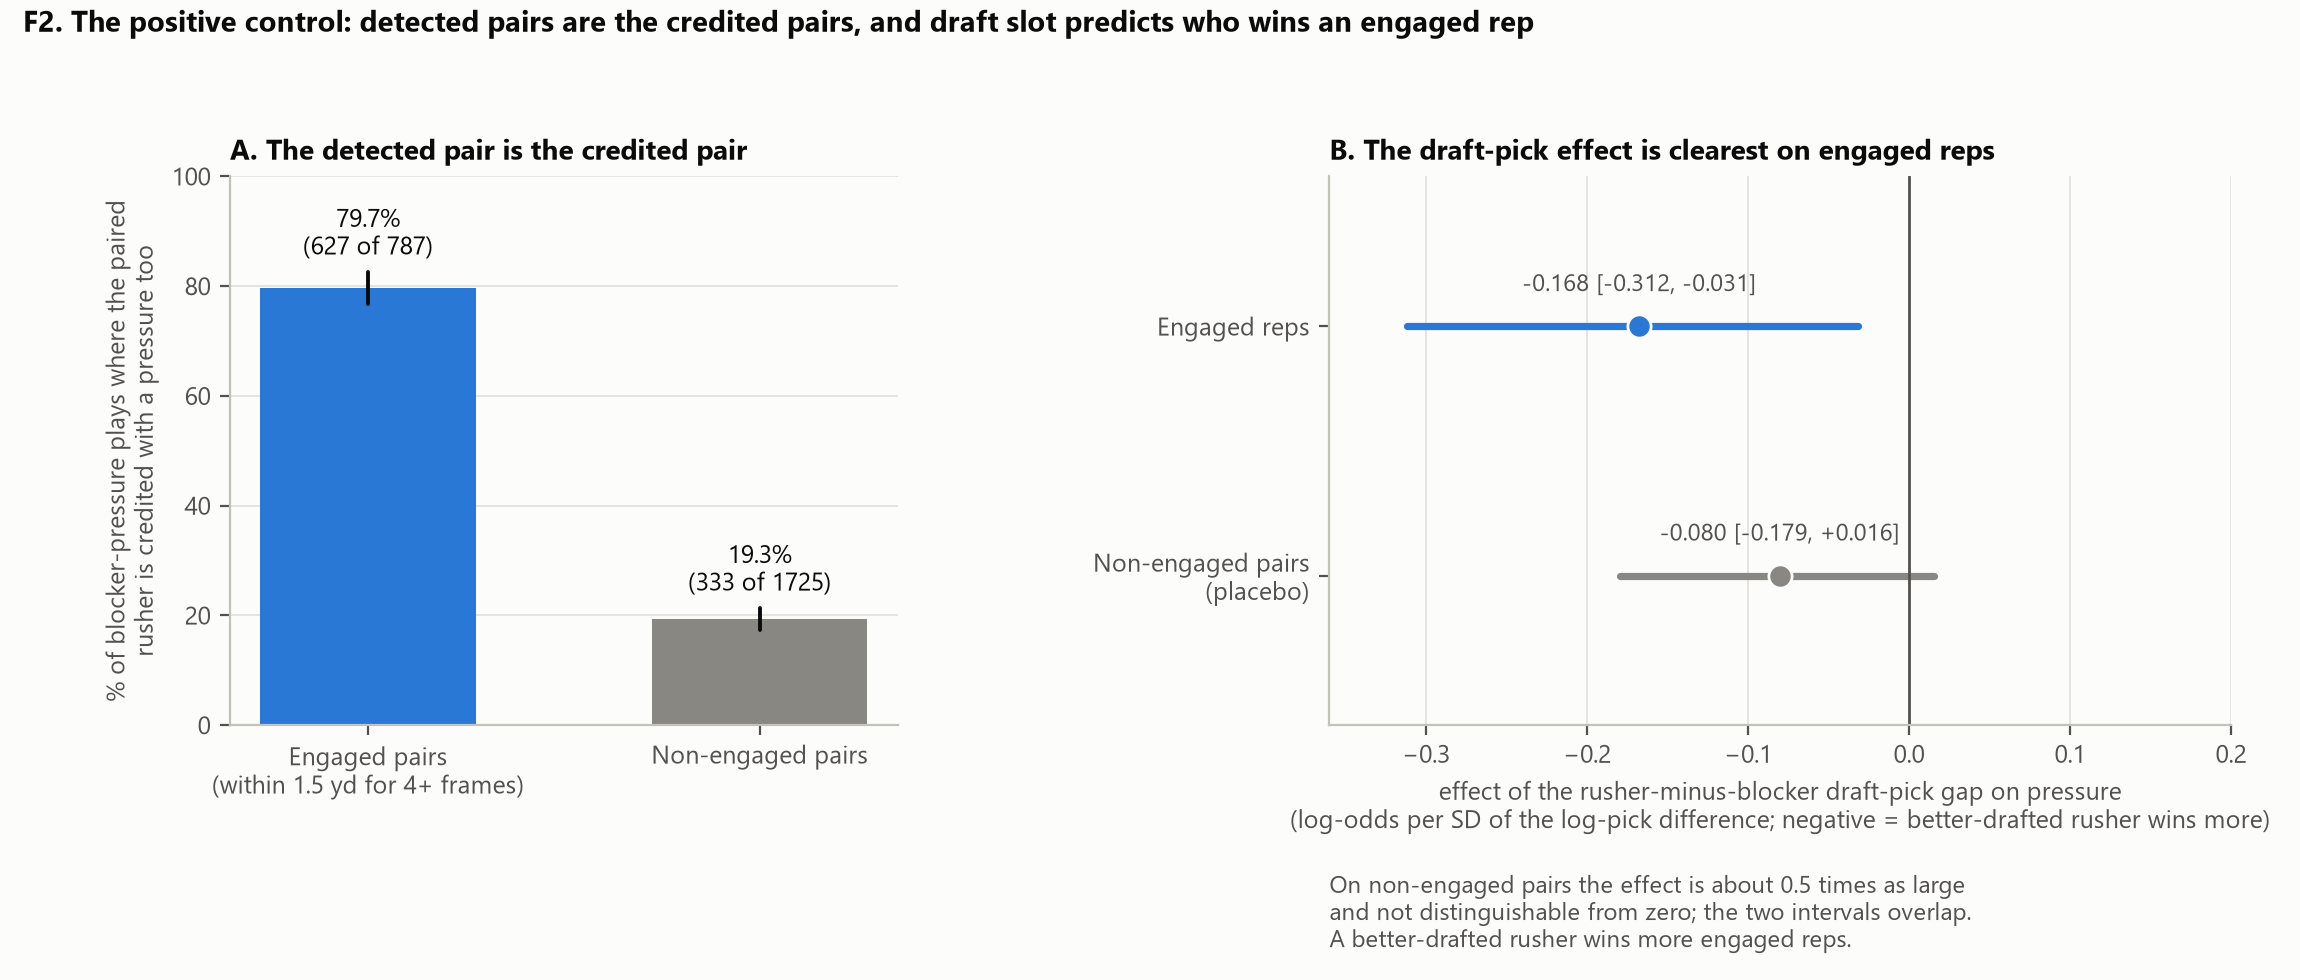 F2. The positive control: detected pairs are the credited pairs, and draft slot predicts who wins an engaged rep
A. The detected pair is the credited pair
% of blocker-pressure plays where the paired
rusher is credited with a pressure too
100
80
60
40
20
0
79.7%
(627 of 787)
19.3%
(333 of 1725)
Engaged pairs
(within 1.5 yd for 4+ frames)
Non-engaged pairs
B. The draft-pick effect is clearest on engaged reps
Engaged reps
-0.168 [-0.312, -0.031]
Non-engaged pairs
(placebo)
-0.080 [-0.179, +0.016]
−0.3
−0.2
−0.1
0.0
0.1
0.2
effect of the rusher-minus-blocker draft-pick gap on pressure
(log-odds per SD of the log-pick difference; negative = better-drafted rusher wins more)
On non-engaged pairs the effect is about 0.5 times as large
and not distinguishable from zero; the two intervals overlap.
A better-drafted rusher wins more engaged reps.